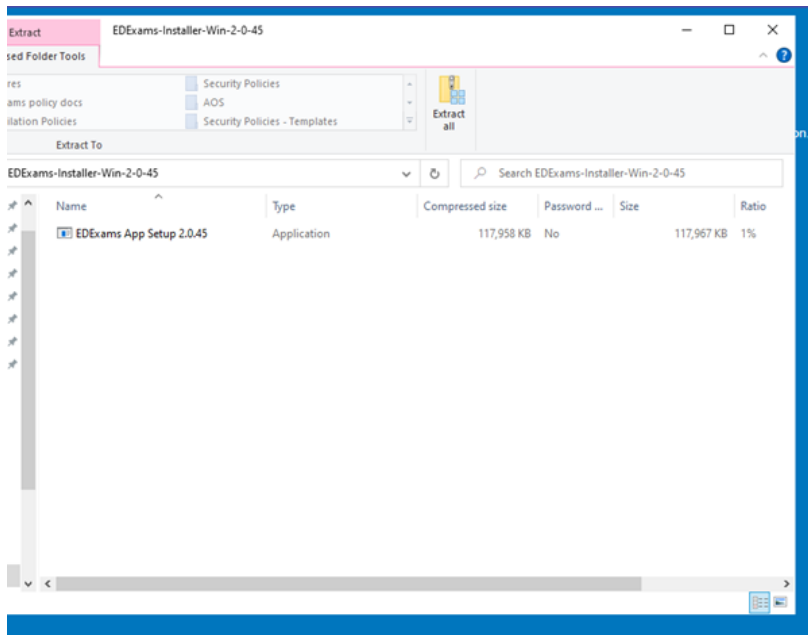 Extract
EDExams-Installer-Win-2-0-45
sed Folder Tools
res
Security Policies
ams policy docs
AOS
ilation Policies
Security Policies - Templates
Extract
all
Extract To
on.
EDExams-Installer-Win-2-0-45
Search EDExams-Installer-Win-2-0-45
Name
Type
Compressed size
Password ...
Size
Ratio
EDExams App Setup 2.0.45
Application
117,958 KB
No
117,967 KB
1%